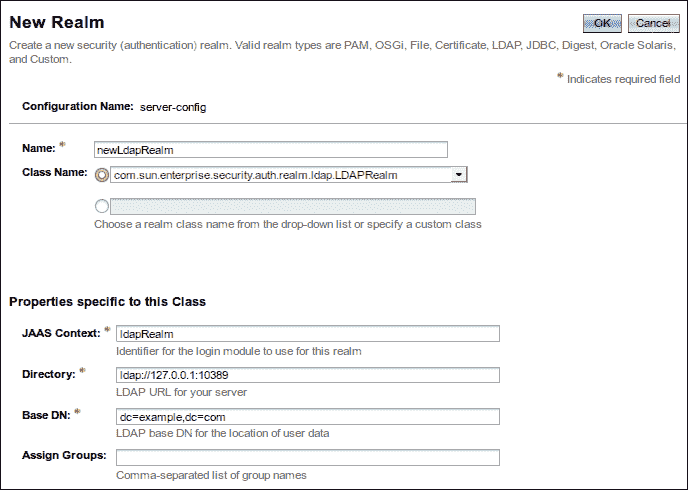 New Realm
OK Cancel
Create a new security (authentication) realm. Valid realm types are PAM, OSGi, File, Certificate, LDAP, JDBC, Digest, Oracle Solaris,
and Custom.
* Indicates required field
Configuration Name: server-config
Name: * newLdapRealm
Class Name: com.sun.enterprise.security.auth.realm.ldap.LDAPRealm
Choose a realm class name from the drop-down list or specify a custom class
Properties specific to this Class
JAAS Context: * ldapRealm
Identifier for the login module to use for this realm
Directory: * ldap://127.0.0.1:10389
LDAP URL for your server
Base DN: * dc=example,dc=com
LDAP base DN for the location of user data
Assign Groups:
Comma-separated list of group names